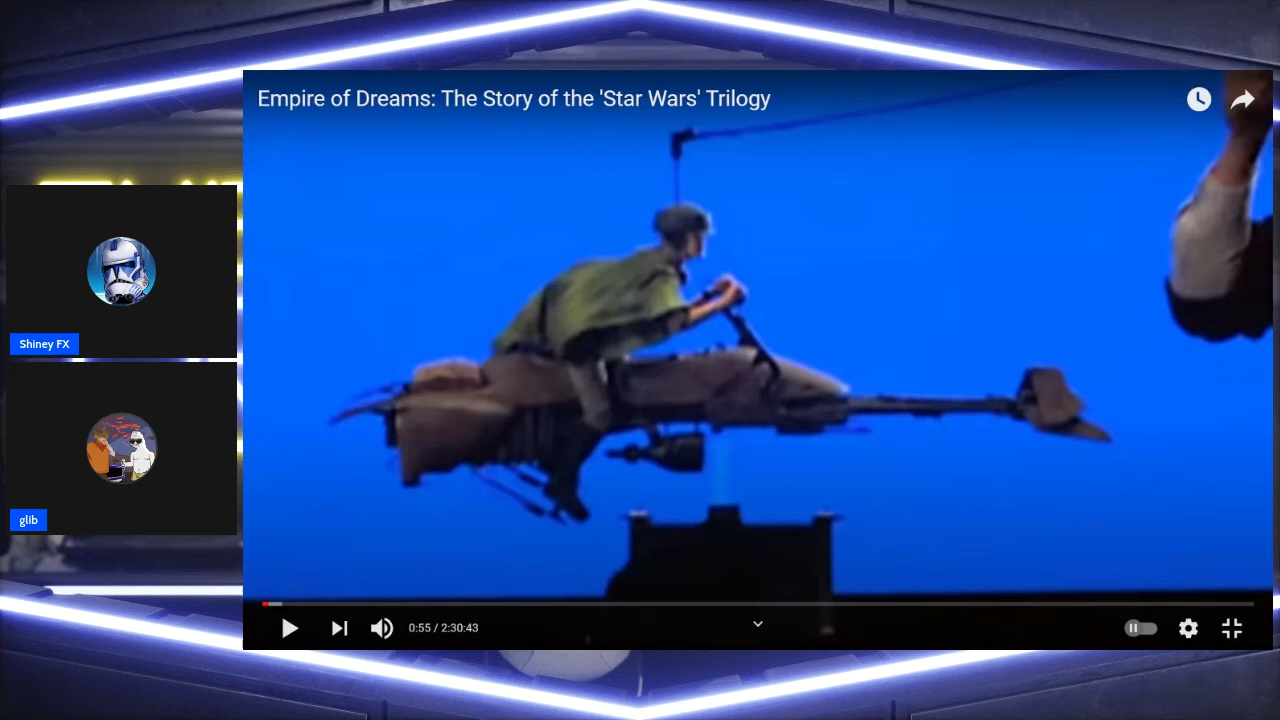 Empire of Dreams: The Story of the 'Star Wars' Trilogy
Shiney FX
glib
0:55 / 2:30:43